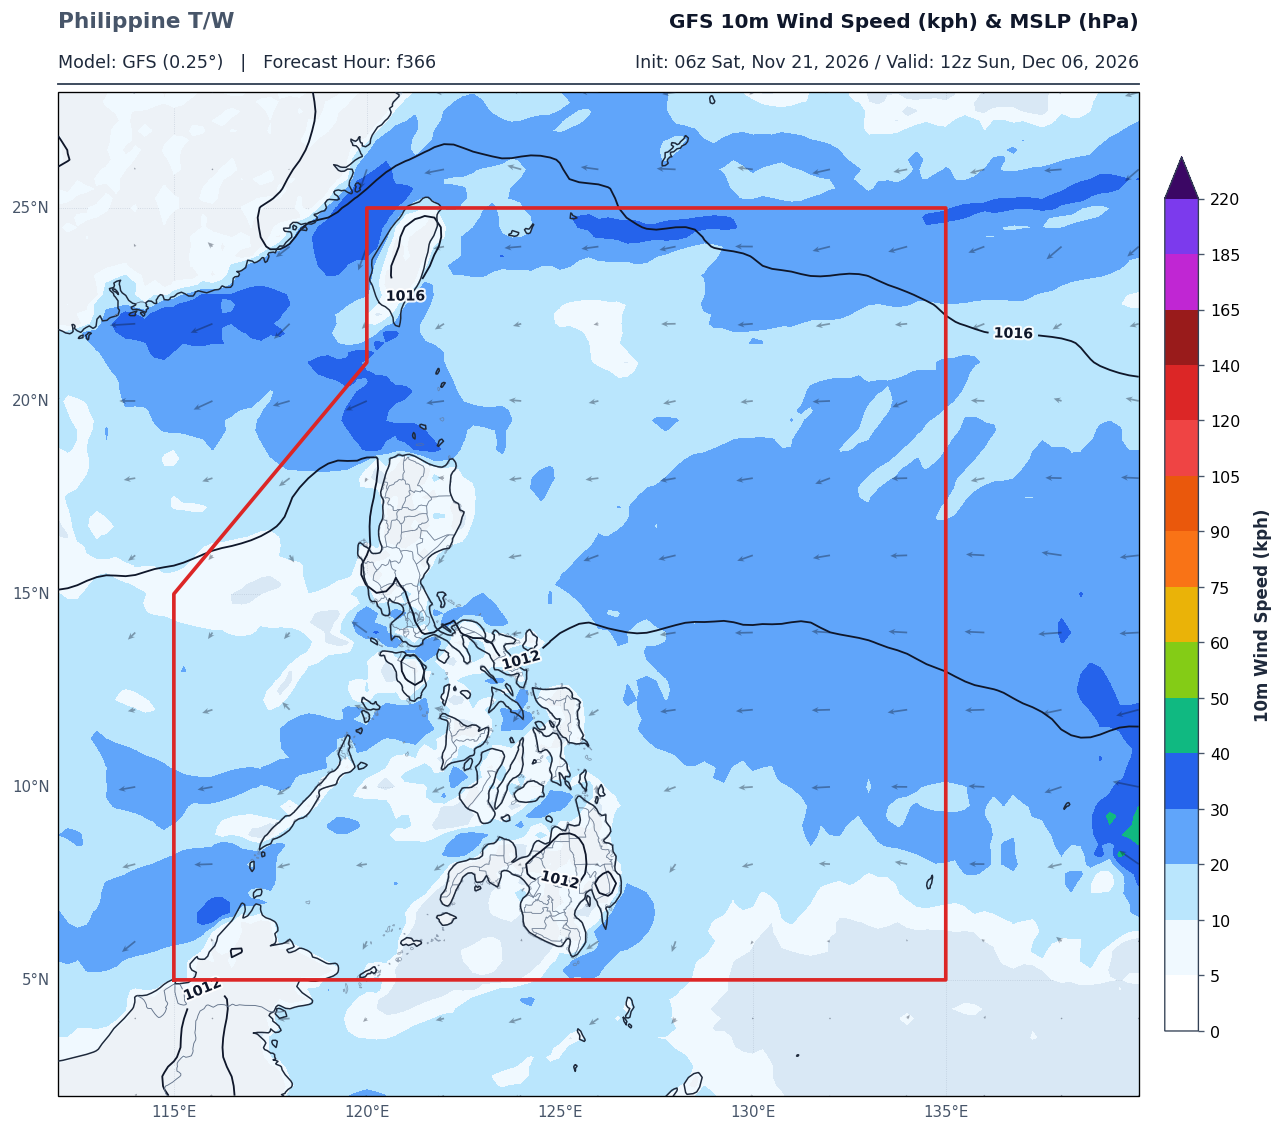 Philippine T/W
GFS 10m Wind Speed (kph) & MSLP (hPa)
Model: GFS (0.25°) | Forecast Hour: f366
Init: 06z Sat, Nov 21, 2026 / Valid: 12z Sun, Dec 06, 2026
25°N
20°N
15°N
10°N
5°N
115°E
120°E
125°E
130°E
135°E
1016
1016
1012
1012
1012
220
185
165
140
120
105
90
75
60
50
40
30
20
10
5
0
10m Wind Speed (kph)